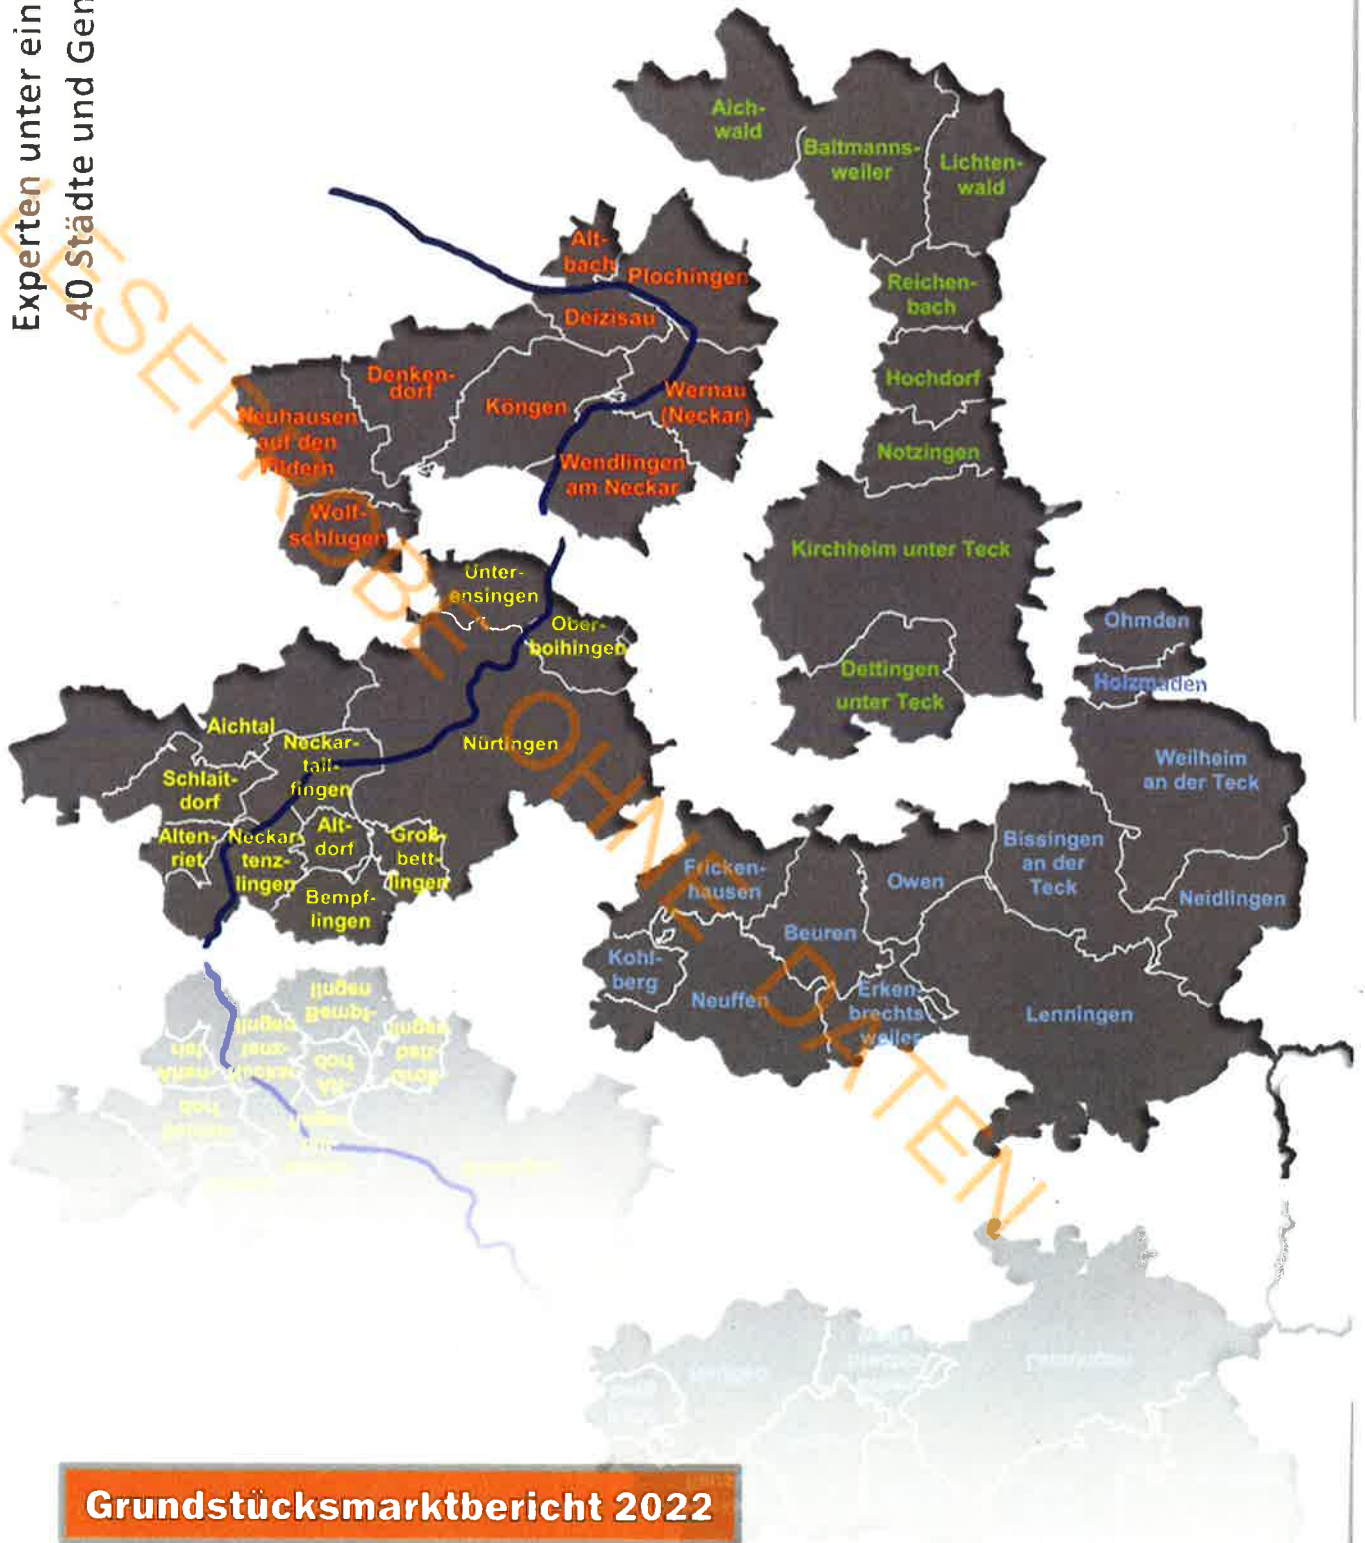 Experten unter ein
40 Städte und Gem
Aich-
wald
Baltmanns-
weiler
Lichten-
wald
Reichen-
bach
Hochdorf
Notzingen
Kirchheim unter Teck
Dettingen
unter Teck
Alt-
bach
Plochingen
Deizisau
Denken-
dorf
Köngen
Wernau
(Neckar)
Neuhausen
auf den
Fildern
Wendlingen
am Neckar
Wolf-
schlugen
Unter-
ensingen
Ober-
boihingen
Aichtal
Neckar-
tail-
fingen
Nürtingen
Schlait-
dorf
Alten-
riet
Neckar-
tenz-
lingen
Alt-
dorf
Groß-
bett-
lingen
Bempf-
lingen
Ohmden
Holzmaden
Weilheim
an der Teck
Bissingen
an der
Teck
Neidlingen
Fricken-
hausen
Owen
Beuren
Kohl-
berg
Neuffen
Erken-
brechts
weiler
Lenningen
LESEPROBE OHNE DATEN
Grundstücksmarktbericht 2022